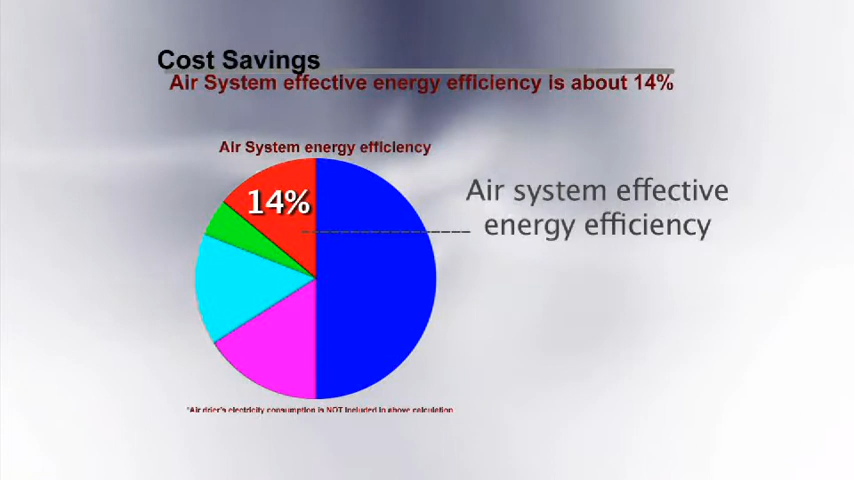 Cost Savings
Air System effective energy efficiency is about 14%
Air System energy efficiency
14%
Air system effective
energy efficiency
*Air drier's electricity consumption is NOT included in above calculation